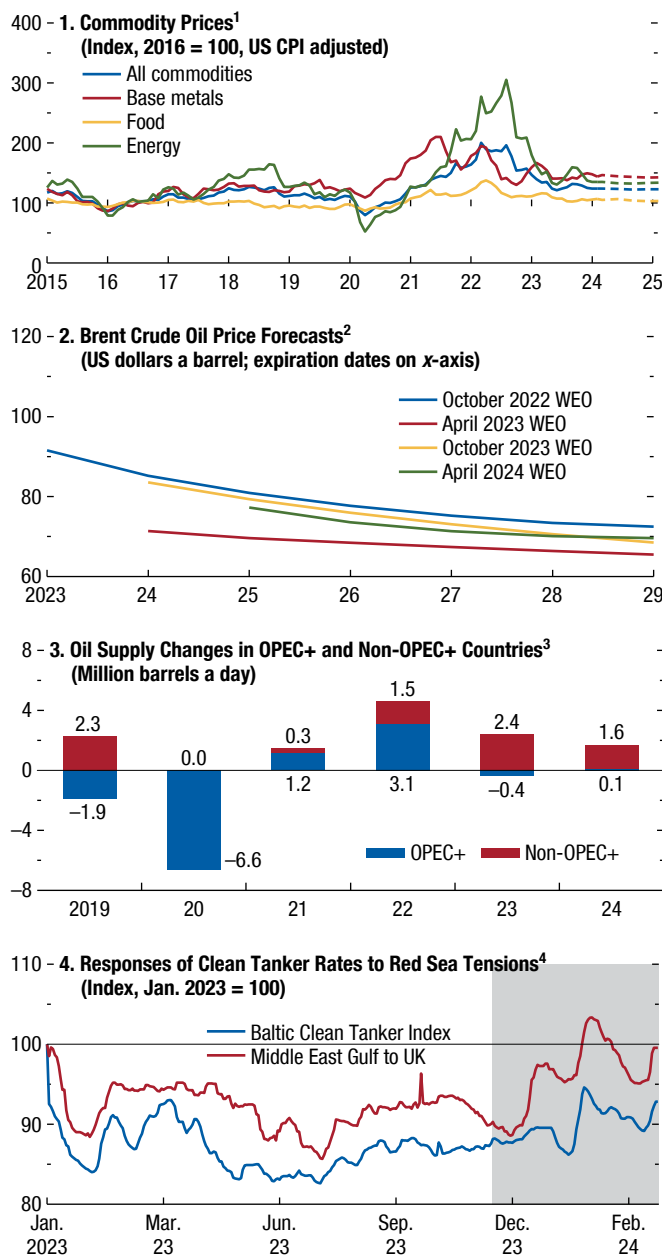 1. Commodity Prices¹
(Index, 2016 = 100, US CPI adjusted)
All commodities
Base metals
Food
Energy
400
300
200
100
0
2015 16 17 18 19 20 21 22 23 24 25
2. Brent Crude Oil Price Forecasts²
(US dollars a barrel; expiration dates on x-axis)
October 2022 WEO
April 2023 WEO
October 2023 WEO
April 2024 WEO
120
100
80
60
2023 24 25 26 27 28 29
3. Oil Supply Changes in OPEC+ and Non-OPEC+ Countries³
(Million barrels a day)
8
4
0
–4
–8
2.3 0.0 0.3 1.5 2.4 1.6
–1.9 –6.6 1.2 3.1 –0.4 0.1
OPEC+ Non-OPEC+
2019 20 21 22 23 24
4. Responses of Clean Tanker Rates to Red Sea Tensions⁴
(Index, Jan. 2023 = 100)
Baltic Clean Tanker Index
Middle East Gulf to UK
110
100
90
80
Jan. Mar. Jun. Sep. Dec. Feb.
2023 23 23 23 23 24